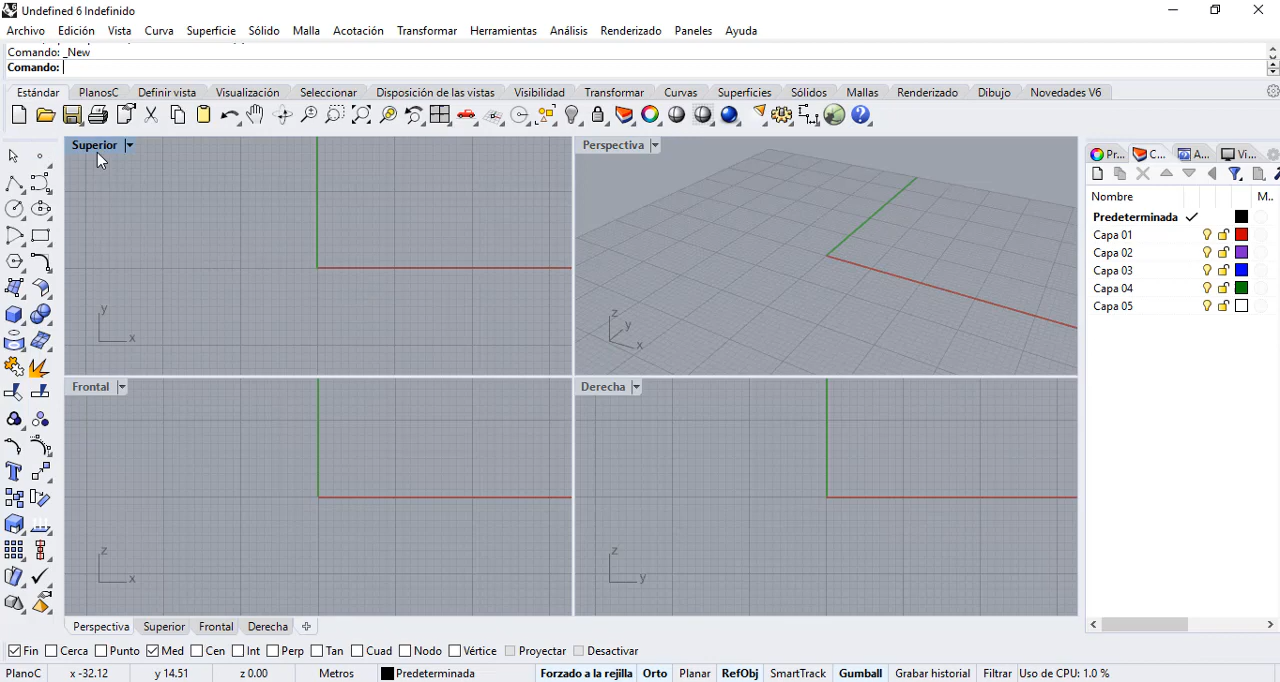 Undefined 6 Indefinido
Archivo Edición Vista Curva Superficie Sólido Malla Acotación Transformar Herramientas Análisis Renderizado Paneles Ayuda
Comando: _New
Comando:
Estándar PlanosC Definir vista Visualización Seleccionar Disposición de las vistas Visibilidad Transformar Curvas Superficies Sólidos Mallas Renderizado Dibujo Novedades V6
Superior Perspectiva Pr... C... A... Vi...
Nombre M..
Predeterminada
Capa 01
Capa 02
Capa 03
Capa 04
Capa 05
y x z y x
Frontal Derecha
z x z y
Perspectiva Superior Frontal Derecha
Fin Cerca Punto Med Cen Int Perp Tan Cuad Nodo Vértice Proyectar Desactivar
PlanoC x -32.12 y 14.51 z 0.00 Metros Predeterminada Forzado a la rejilla Orto Planar RefObj SmartTrack Gumball Grabar historial Filtrar Uso de CPU: 1.0 %